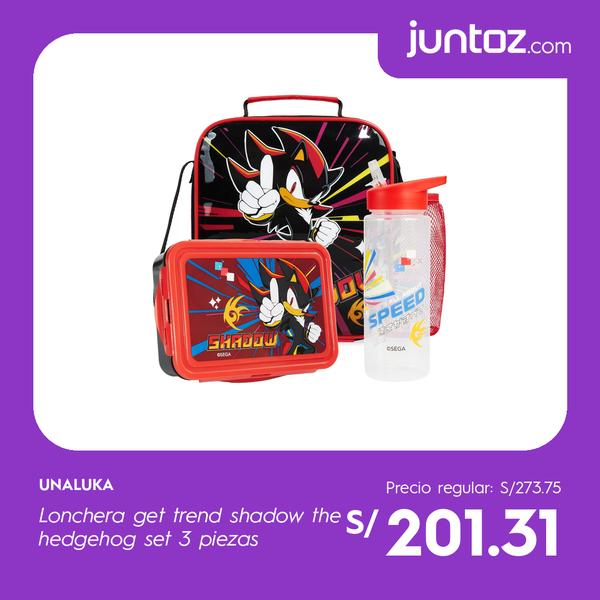 juntoz.com
SHADOW
©SEGA
SPEED
©SEGA
UNALUKA
Lonchera get trend shadow the
hedgehog set 3 piezas
Precio regular: S/273.75
S/201.31